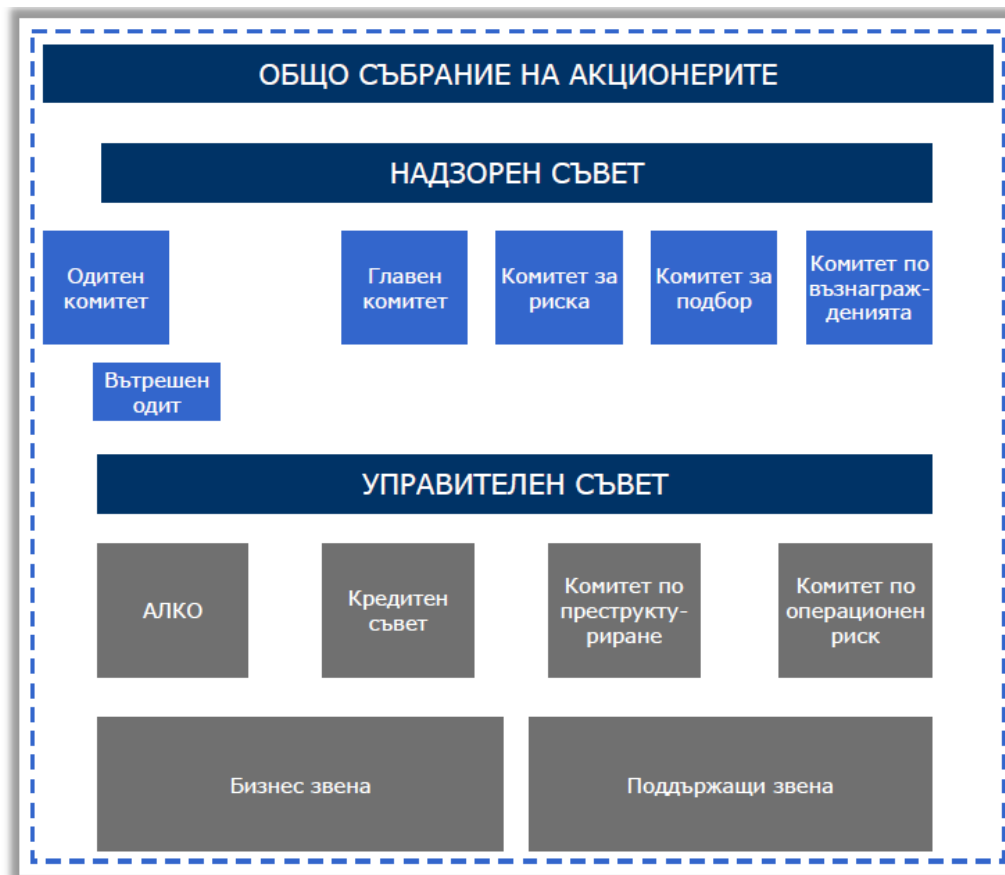 ОБЩО СЪБРАНИЕ НА АКЦИОНЕРИТЕ
НАДЗОРЕН СЪВЕТ
Одитен
комитет
Главен
комитет
Комитет за
риска
Комитет за
подбор
Комитет по
възнаграж-
денията
Вътрешен
одит
УПРАВИТЕЛЕН СЪВЕТ
АЛКО
Кредитен
съвет
Комитет по
преструкту-
риране
Комитет по
операционен
риск
Бизнес звена
Поддържащи звена